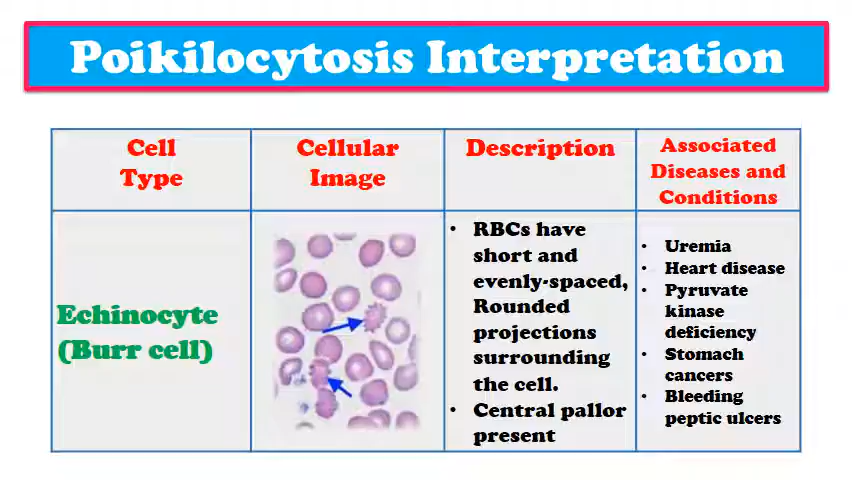 Poikilocytosis Interpretation
Cell
Type
Cellular
Image
Description
Associated
Diseases and
Conditions
Echinocyte
(Burr cell)
• RBCs have
short and
evenly-spaced,
Rounded
projections
surrounding
the cell.
• Central pallor
present
• Uremia
• Heart disease
• Pyruvate
kinase
deficiency
• Stomach
cancers
• Bleeding
peptic ulcers